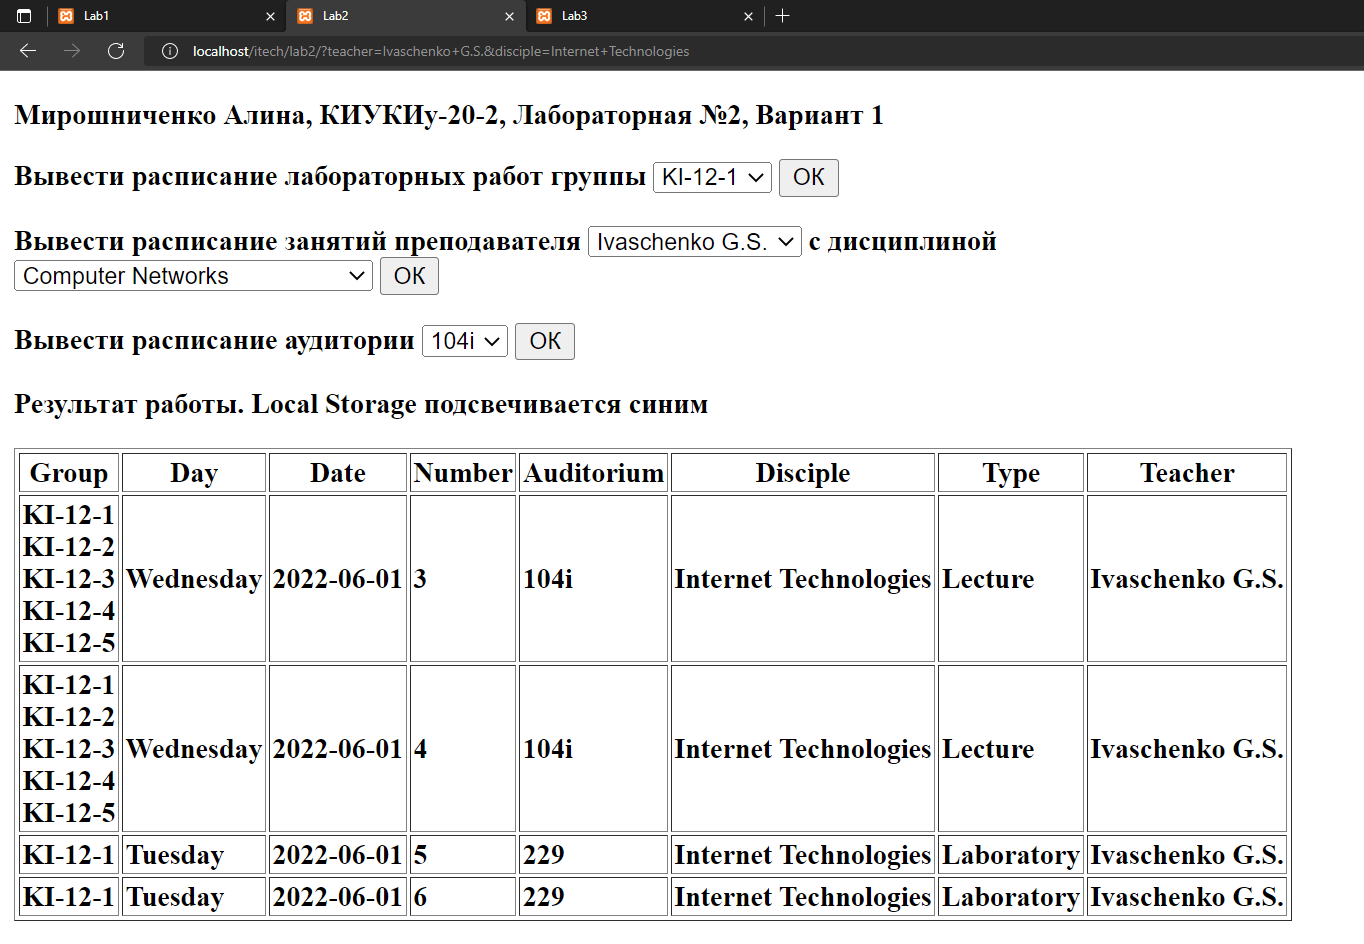 Lab1
Lab2
Lab3
localhost/itech/lab2/?teacher=Ivaschenko+G.S.&disciple=Internet+Technologies
Мирошниченко Алина, КИУКИу-20-2, Лабораторная №2, Вариант 1
Вывести расписание лабораторных работ группы KI-12-1 ОК
Вывести расписание занятий преподавателя Ivaschenko G.S. с дисциплиной
Computer Networks ОК
Вывести расписание аудитории 104i ОК
Результат работы. Local Storage подсвечивается синим
Group Day Date Number Auditorium Disciple Type Teacher
KI-12-1
KI-12-2
KI-12-3 Wednesday 2022-06-01 3 104i Internet Technologies Lecture Ivaschenko G.S.
KI-12-4
KI-12-5
KI-12-1
KI-12-2
KI-12-3 Wednesday 2022-06-01 4 104i Internet Technologies Lecture Ivaschenko G.S.
KI-12-4
KI-12-5
KI-12-1 Tuesday 2022-06-01 5 229 Internet Technologies Laboratory Ivaschenko G.S.
KI-12-1 Tuesday 2022-06-01 6 229 Internet Technologies Laboratory Ivaschenko G.S.